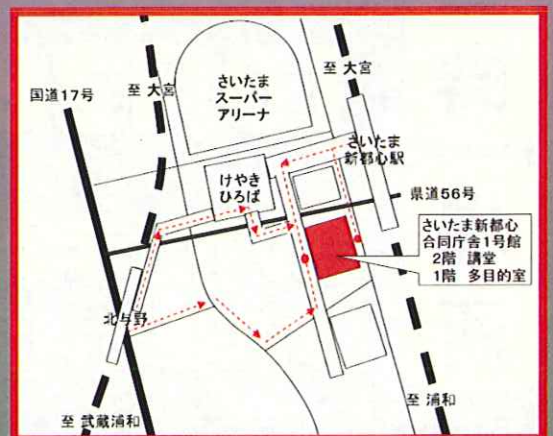 至 大宮
至 大宮
国道17号
さいたま
スーパー
アリーナ
さいたま
新都心駅
けやき
ひろば
県道56号
さいたま新都心
合同庁舎1号館
2階 講堂
1階 多目的室
北与野
至 武蔵浦和
至 浦和